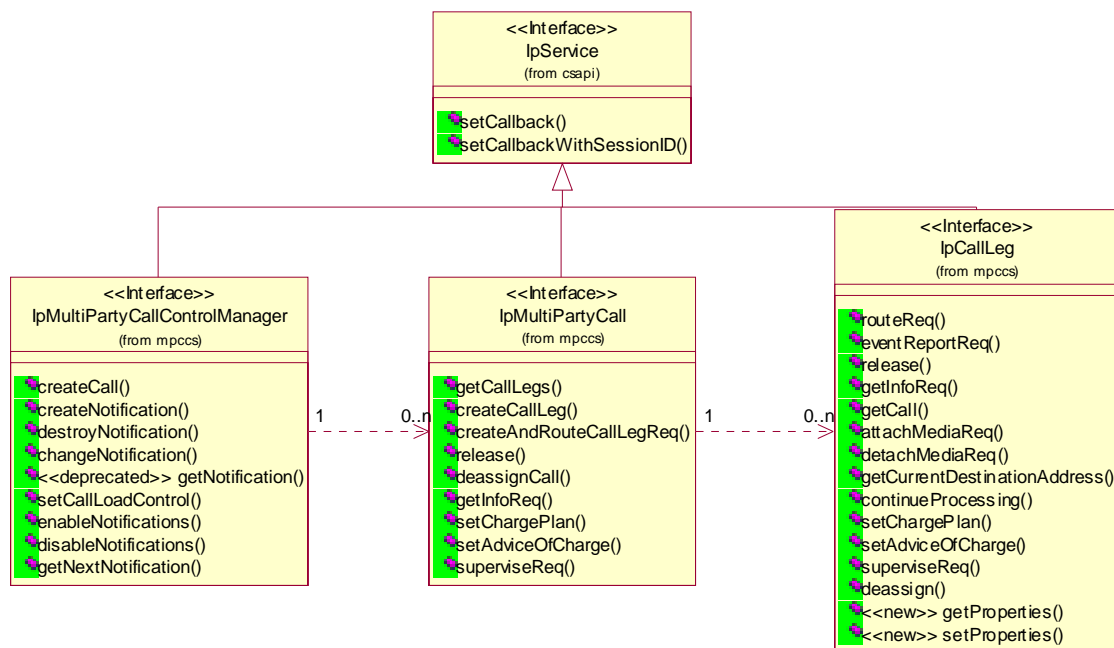 <<Interface>>
IpService
(from csapi)
setCallback()
setCallbackWithSessionID()
<<Interface>>
IpMultiPartyCallControlManager
(from mpccs)
createCall()
createNotification()
destroyNotification()
changeNotification()
<<deprecated>> getNotification()
setCallLoadControl()
enableNotifications()
disableNotifications()
getNextNotification()
1
0..n
<<Interface>>
IpMultiPartyCall
(from mpccs)
getCallLegs()
createCallLeg()
createAndRouteCallLegReq()
release()
deassignCall()
getInfoReq()
setChargePlan()
setAdviceOfCharge()
superviseReq()
1
0..n
<<Interface>>
IpCallLeg
(from mpccs)
routeReq()
eventReportReq()
release()
getInfoReq()
getCall()
attachMediaReq()
detachMediaReq()
getCurrentDestinationAddress()
continueProcessing()
setChargePlan()
setAdviceOfCharge()
superviseReq()
deassign()
<<new>> getProperties()
<<new>> setProperties()